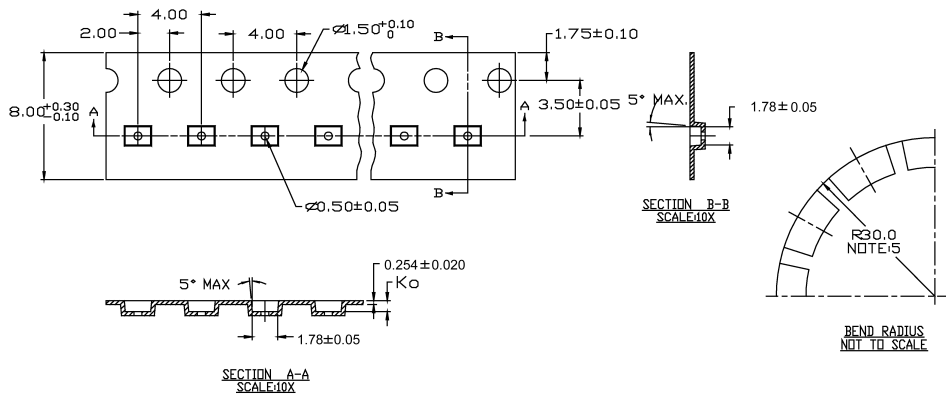 4.00
2.00
4.00
⌀1.50 +0.10 0
B
1.75±0.10
8.00 +0.30 -0.10
A
A
3.50±0.05
B
⌀0.50±0.05
5° MAX.
1.78±0.05
SECTION B-B
SCALE:10X
R30.0
NOTE:5
BEND RADIUS
NOT TO SCALE
5° MAX
0.254±0.020
Ko
1.78±0.05
SECTION A-A
SCALE:10X